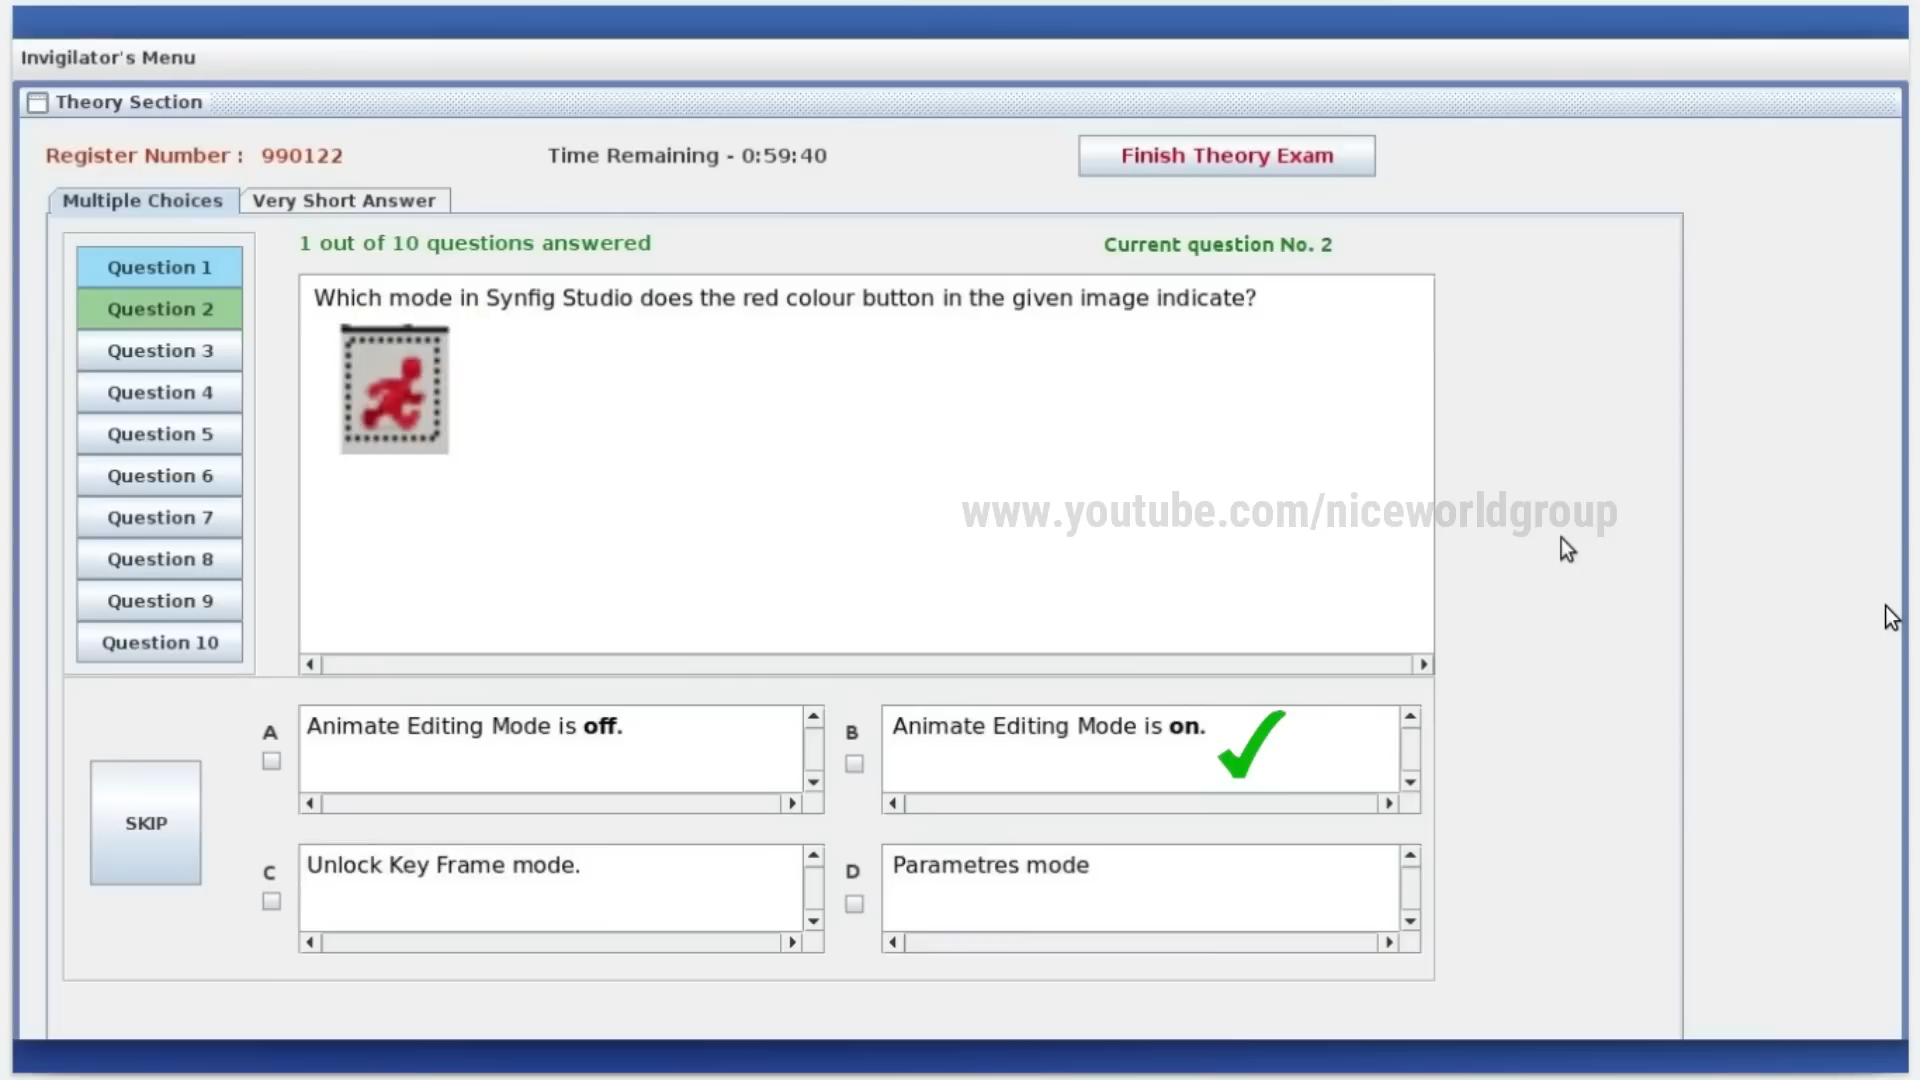 Invigilator's Menu
Theory Section
Register Number : 990122
Time Remaining - 0:59:40
Finish Theory Exam
Multiple Choices
Very Short Answer
1 out of 10 questions answered
Current question No. 2
Question 1
Question 2
Question 3
Question 4
Question 5
Question 6
Question 7
Question 8
Question 9
Question 10
Which mode in Synfig Studio does the red colour button in the given image indicate?
www.youtube.com/niceworldgroup
SKIP
A
Animate Editing Mode is off.
B
Animate Editing Mode is on.
C
Unlock Key Frame mode.
D
Parametres mode